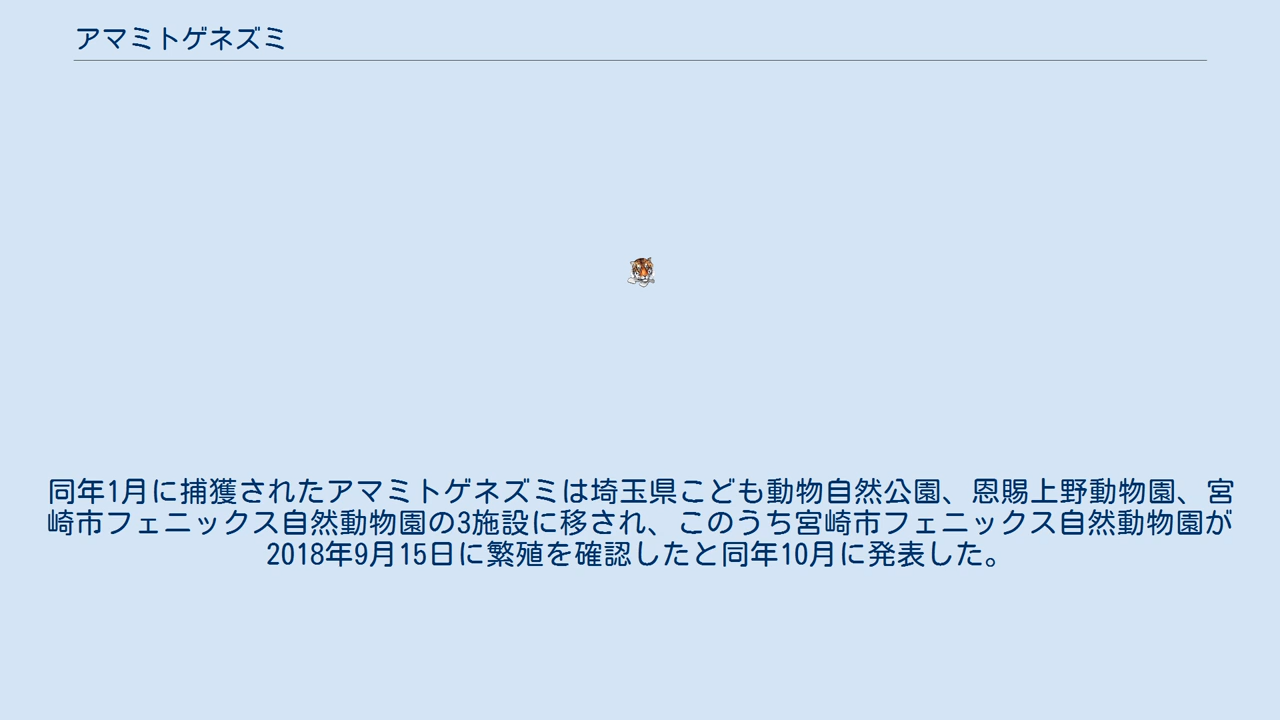 アマミトゲネズミ
同年1月に捕獲されたアマミトゲネズミは埼玉県こども動物自然公園、恩賜上野動物園、宮
崎市フェニックス自然動物園の3施設に移され、このうち宮崎市フェニックス自然動物園が
2018年9月15日に繁殖を確認したと同年10月に発表した。